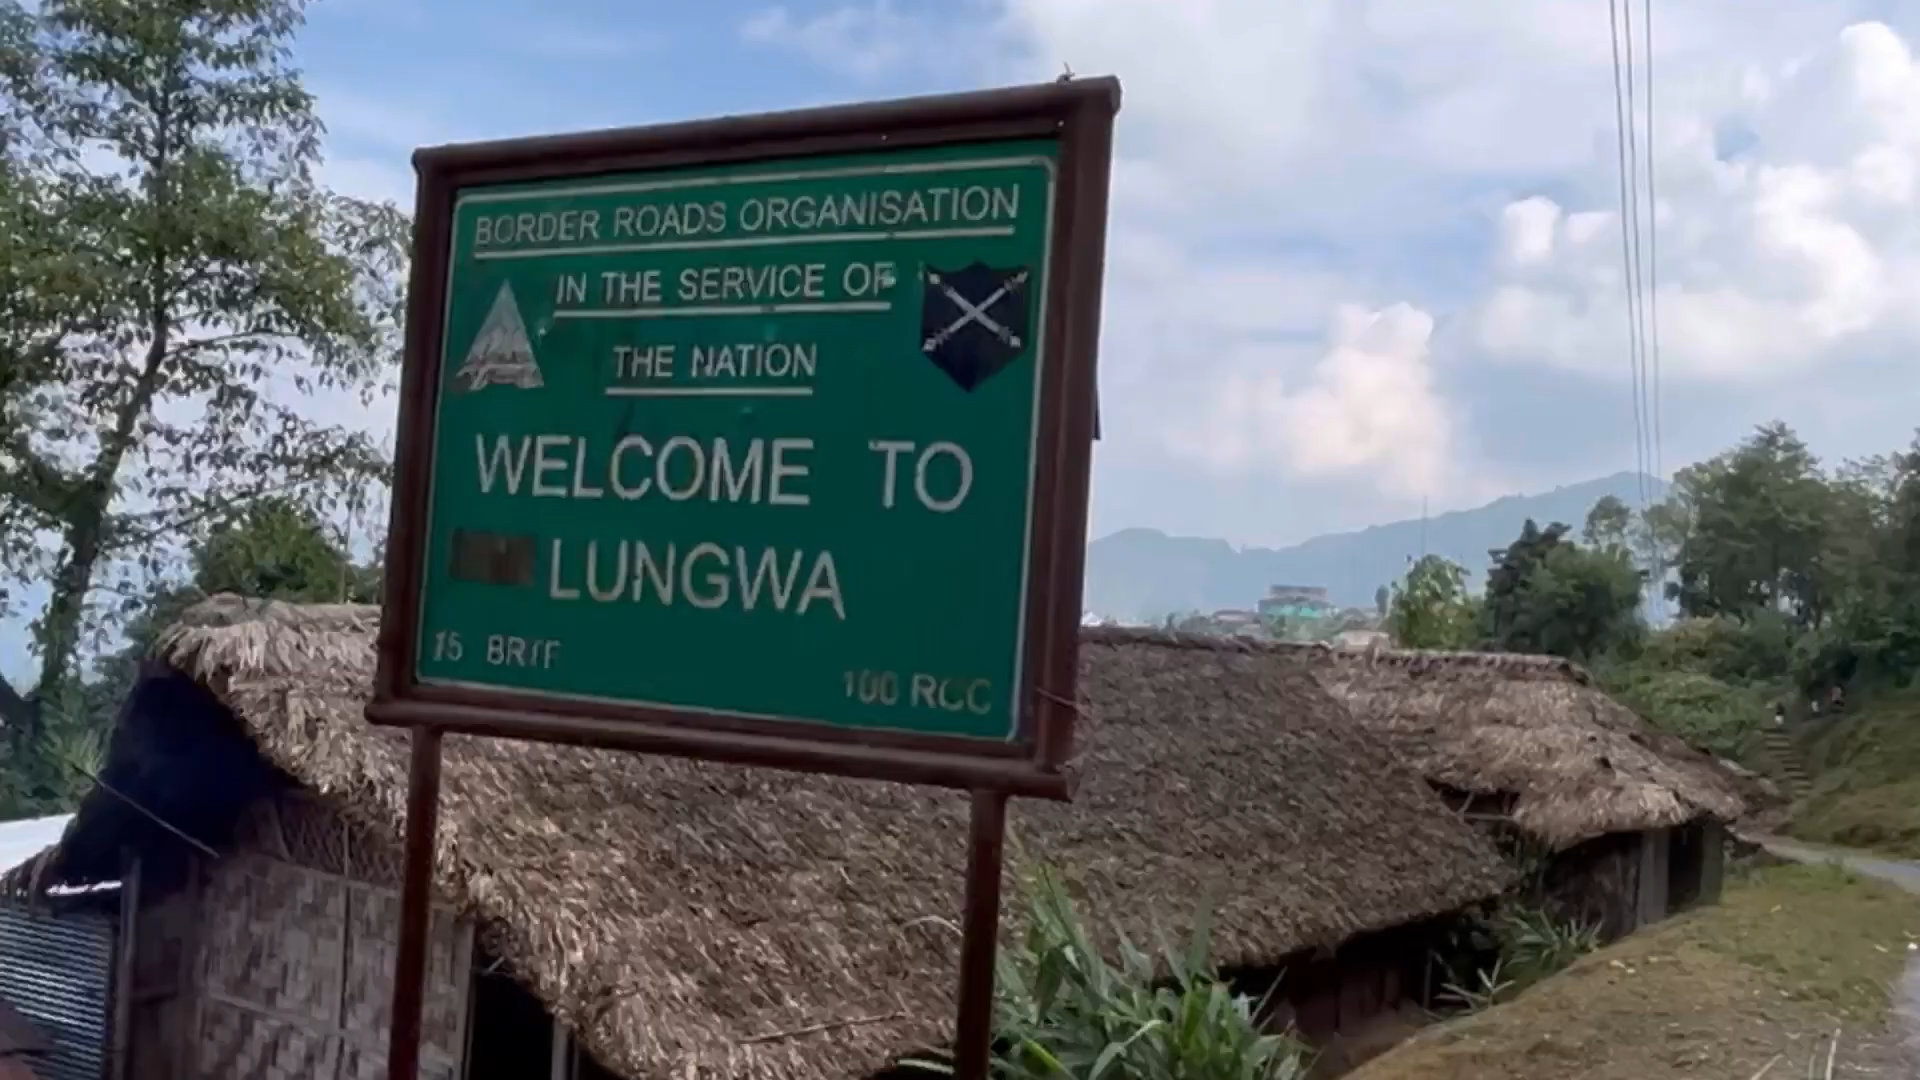 BORDER ROADS ORGANISATION
IN THE SERVICE OF
THE NATION
WELCOME TO
LUNGWA
15 BRTF
100 RCC